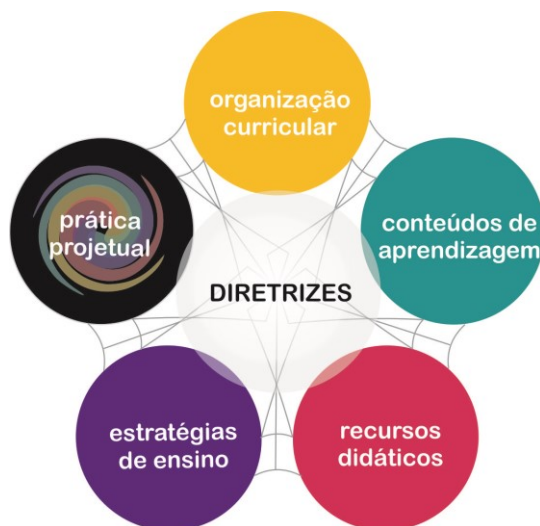 organização
curricular
prática
projetual
conteúdos de
aprendizagem
DIRETRIZES
estratégias
de ensino
recursos
didáticos